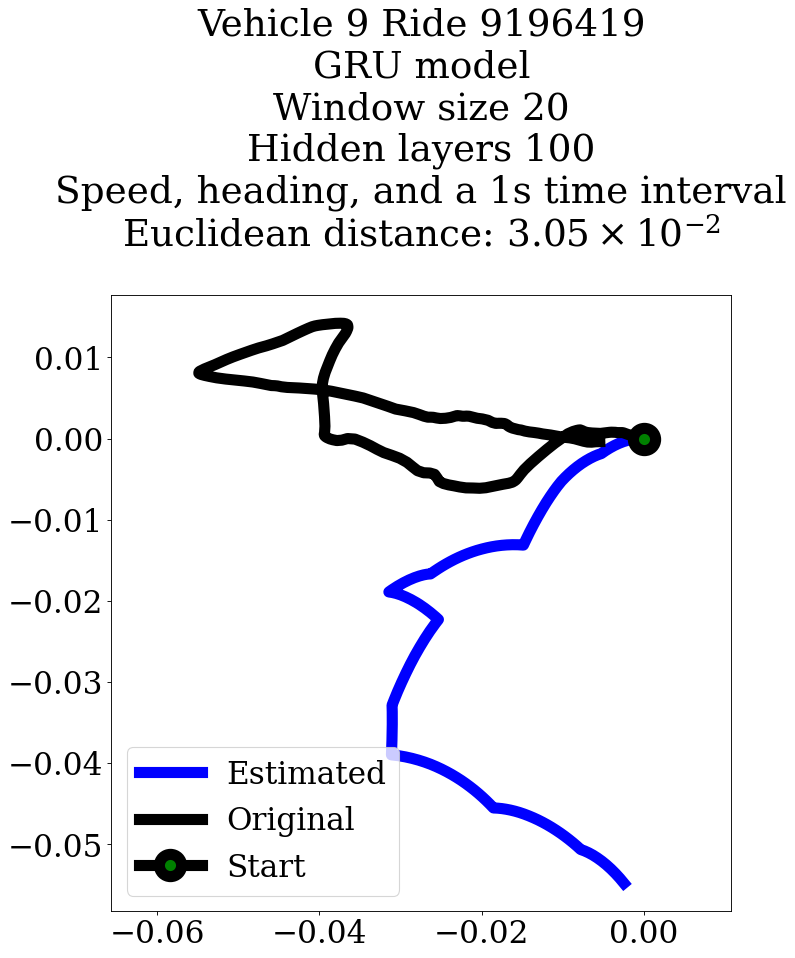 Vehicle 9 Ride 9196419
GRU model
Window size 20
Hidden layers 100
Speed, heading, and a 1s time interval
Euclidean distance: 3.05 × 10⁻²
0.01
0.00
−0.01
−0.02
−0.03
−0.04
−0.05
Estimated
Original
Start
−0.06
−0.04
−0.02
0.00